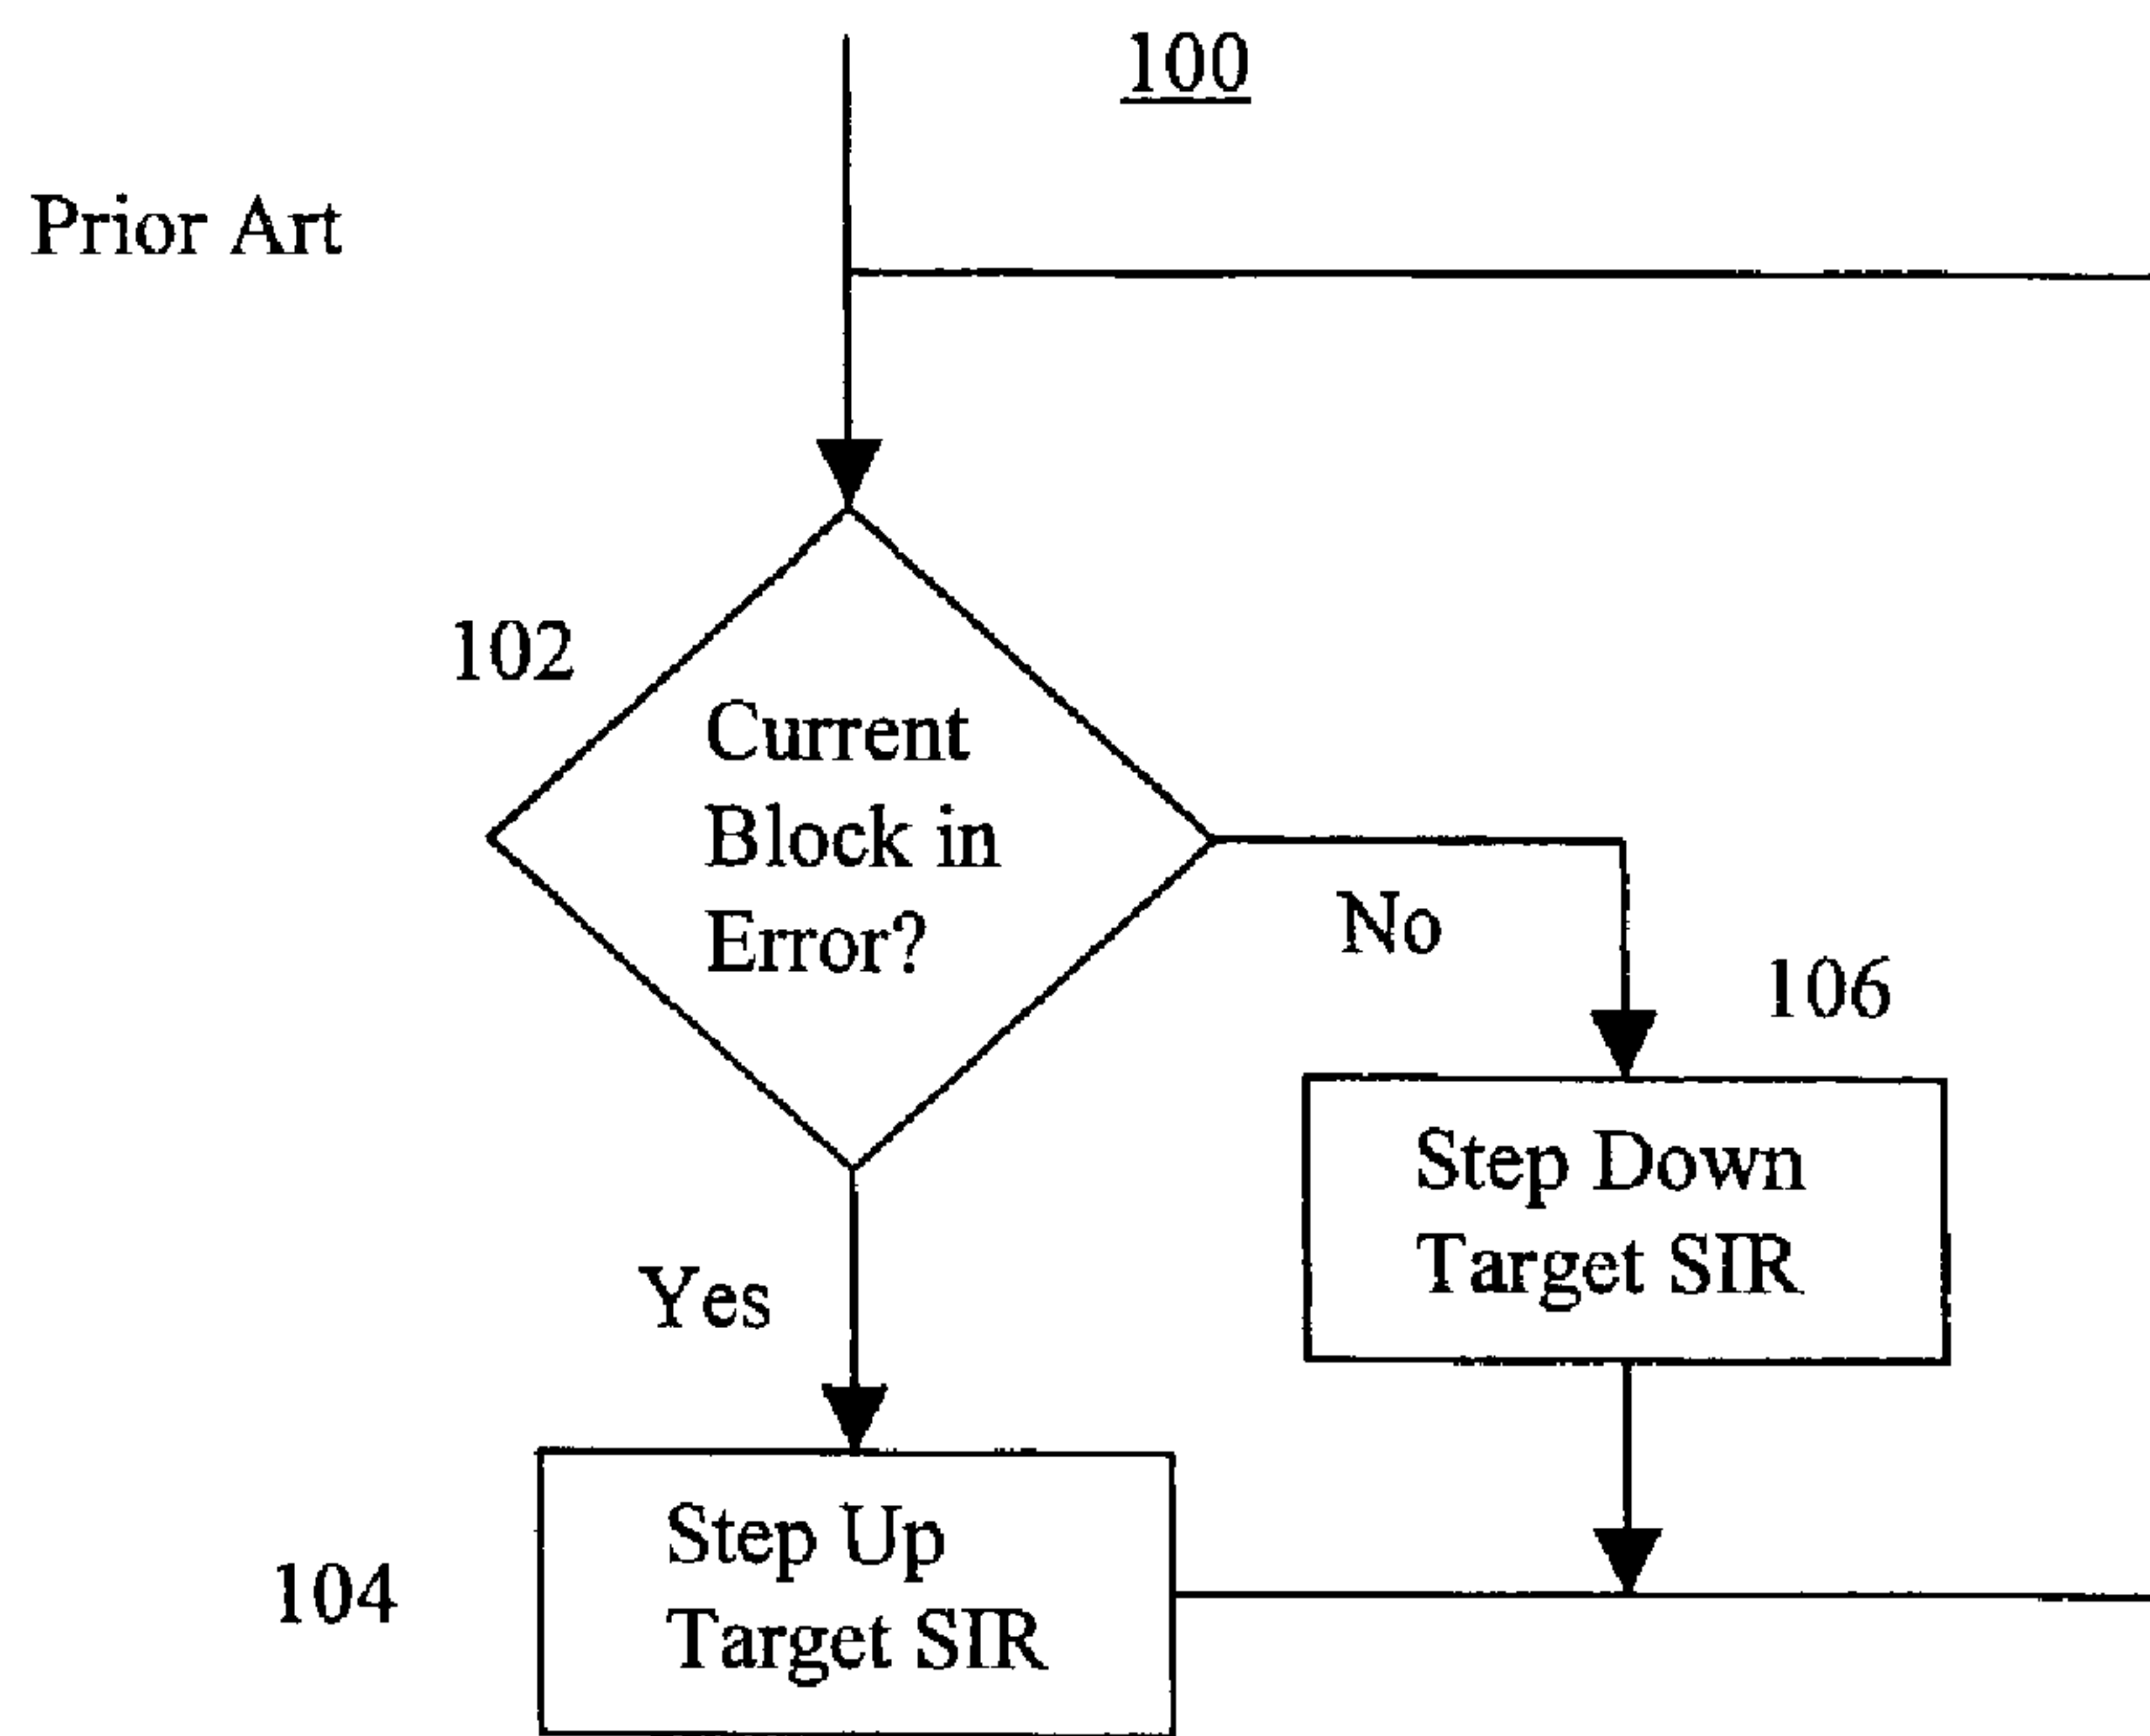 100
Prior Art
102
Current
Block in
Error?
No
106
Step Down
Target SIR
Yes
Step Up
Target SIR
104